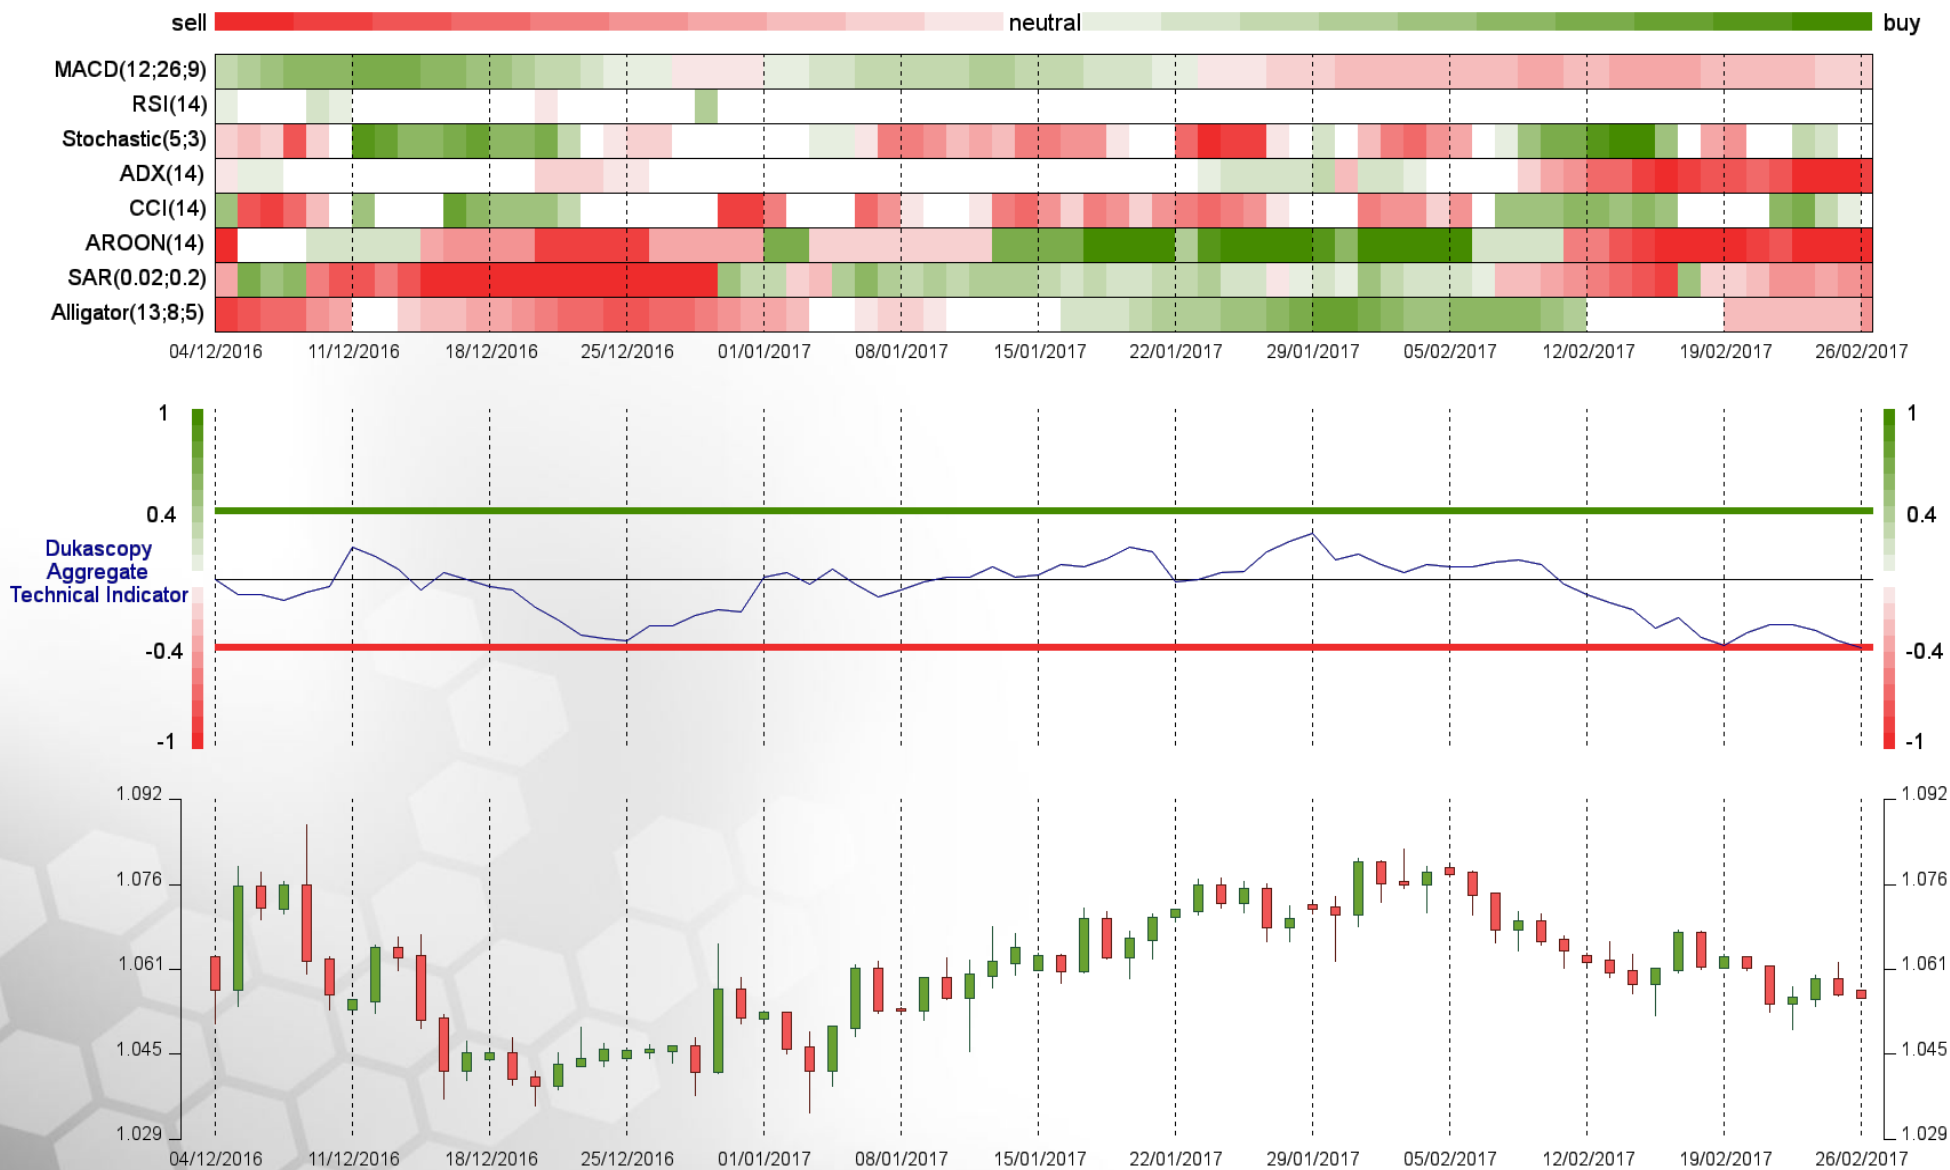 sell neutral buy
MACD(12;26;9)
RSI(14)
Stochastic(5;3)
ADX(14)
CCI(14)
AROON(14)
SAR(0.02;0.2)
Alligator(13;8;5)
04/12/2016 11/12/2016 18/12/2016 25/12/2016 01/01/2017 08/01/2017 15/01/2017 22/01/2017 29/01/2017 05/02/2017 12/02/2017 19/02/2017 26/02/2017
1 1
0.4 0.4
Dukascopy
Aggregate
Technical Indicator
-0.4 -0.4
-1 -1
1.092 1.092
1.076 1.076
1.061 1.061
1.045 1.045
1.029 1.029
04/12/2016 11/12/2016 18/12/2016 25/12/2016 01/01/2017 08/01/2017 15/01/2017 22/01/2017 29/01/2017 05/02/2017 12/02/2017 19/02/2017 26/02/2017